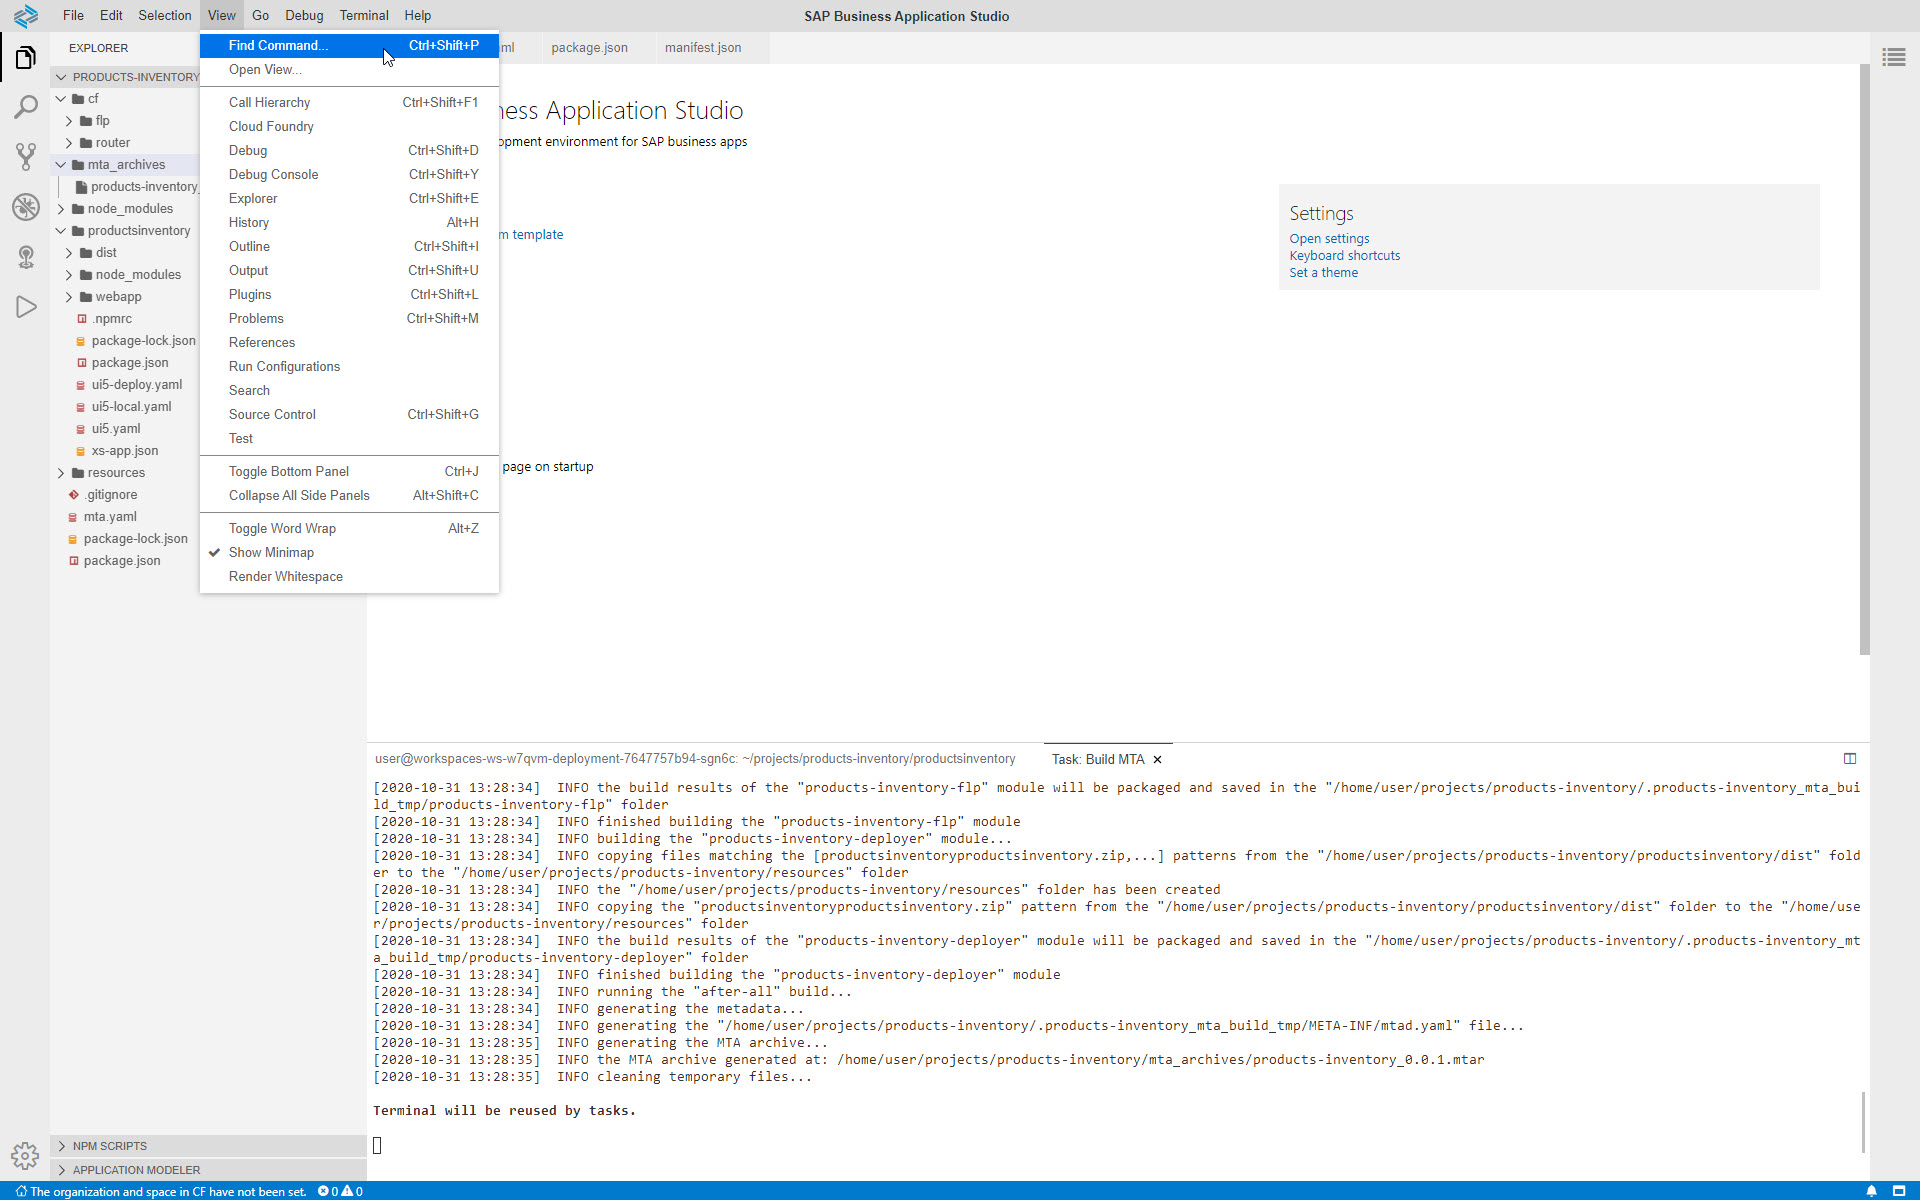 File Edit Selection View Go Debug Terminal Help
SAP Business Application Studio
EXPLORER
PRODUCTS-INVENTORY
cf
flp
router
mta_archives
products-inventory_
node_modules
productsinventory
dist
node_modules
webapp
.npmrc
package-lock.json
package.json
ui5-deploy.yaml
ui5-local.yaml
ui5.yaml
xs-app.json
resources
.gitignore
mta.yaml
package-lock.json
package.json
NPM SCRIPTS
APPLICATION MODELER
Find Command... Ctrl+Shift+P
Open View...
Call Hierarchy Ctrl+Shift+F1
Cloud Foundry
Debug Ctrl+Shift+D
Debug Console Ctrl+Shift+Y
Explorer Ctrl+Shift+E
History Alt+H
Outline Ctrl+Shift+I
Output Ctrl+Shift+U
Plugins Ctrl+Shift+L
Problems Ctrl+Shift+M
References
Run Configurations
Search
Source Control Ctrl+Shift+G
Test
Toggle Bottom Panel Ctrl+J
Collapse All Side Panels Alt+Shift+C
Toggle Word Wrap Alt+Z
Show Minimap
Render Whitespace
ml package.json manifest.json
ness Application Studio
opment environment for SAP business apps
m template
page on startup
Settings
Open settings
Keyboard shortcuts
Set a theme
user@workspaces-ws-w7qvm-deployment-7647757b94-sgn6c: ~/projects/products-inventory/productsinventory
Task: Build MTA
[2020-10-31 13:28:34]  INFO the build results of the "products-inventory-flp" module will be packaged and saved in the "/home/user/projects/products-inventory/.products-inventory_mta_bui
ld_tmp/products-inventory-flp" folder
[2020-10-31 13:28:34]  INFO finished building the "products-inventory-flp" module
[2020-10-31 13:28:34]  INFO building the "products-inventory-deployer" module...
[2020-10-31 13:28:34]  INFO copying files matching the [productsinventoryproductsinventory.zip,...] patterns from the "/home/user/projects/products-inventory/productsinventory/dist" fold
er to the "/home/user/projects/products-inventory/resources" folder
[2020-10-31 13:28:34]  INFO the "/home/user/projects/products-inventory/resources" folder has been created
[2020-10-31 13:28:34]  INFO copying the "productsinventoryproductsinventory.zip" pattern from the "/home/user/projects/products-inventory/productsinventory/dist" folder to the "/home/use
r/projects/products-inventory/resources" folder
[2020-10-31 13:28:34]  INFO the build results of the "products-inventory-deployer" module will be packaged and saved in the "/home/user/projects/products-inventory/.products-inventory_mt
a_build_tmp/products-inventory-deployer" folder
[2020-10-31 13:28:34]  INFO finished building the "products-inventory-deployer" module
[2020-10-31 13:28:34]  INFO running the "after-all" build...
[2020-10-31 13:28:34]  INFO generating the metadata...
[2020-10-31 13:28:34]  INFO generating the "/home/user/projects/products-inventory/.products-inventory_mta_build_tmp/META-INF/mtad.yaml" file...
[2020-10-31 13:28:35]  INFO generating the MTA archive...
[2020-10-31 13:28:35]  INFO the MTA archive generated at: /home/user/projects/products-inventory/mta_archives/products-inventory_0.0.1.mtar
[2020-10-31 13:28:35]  INFO cleaning temporary files...
Terminal will be reused by tasks.
The organization and space in CF have not been set. 0 0